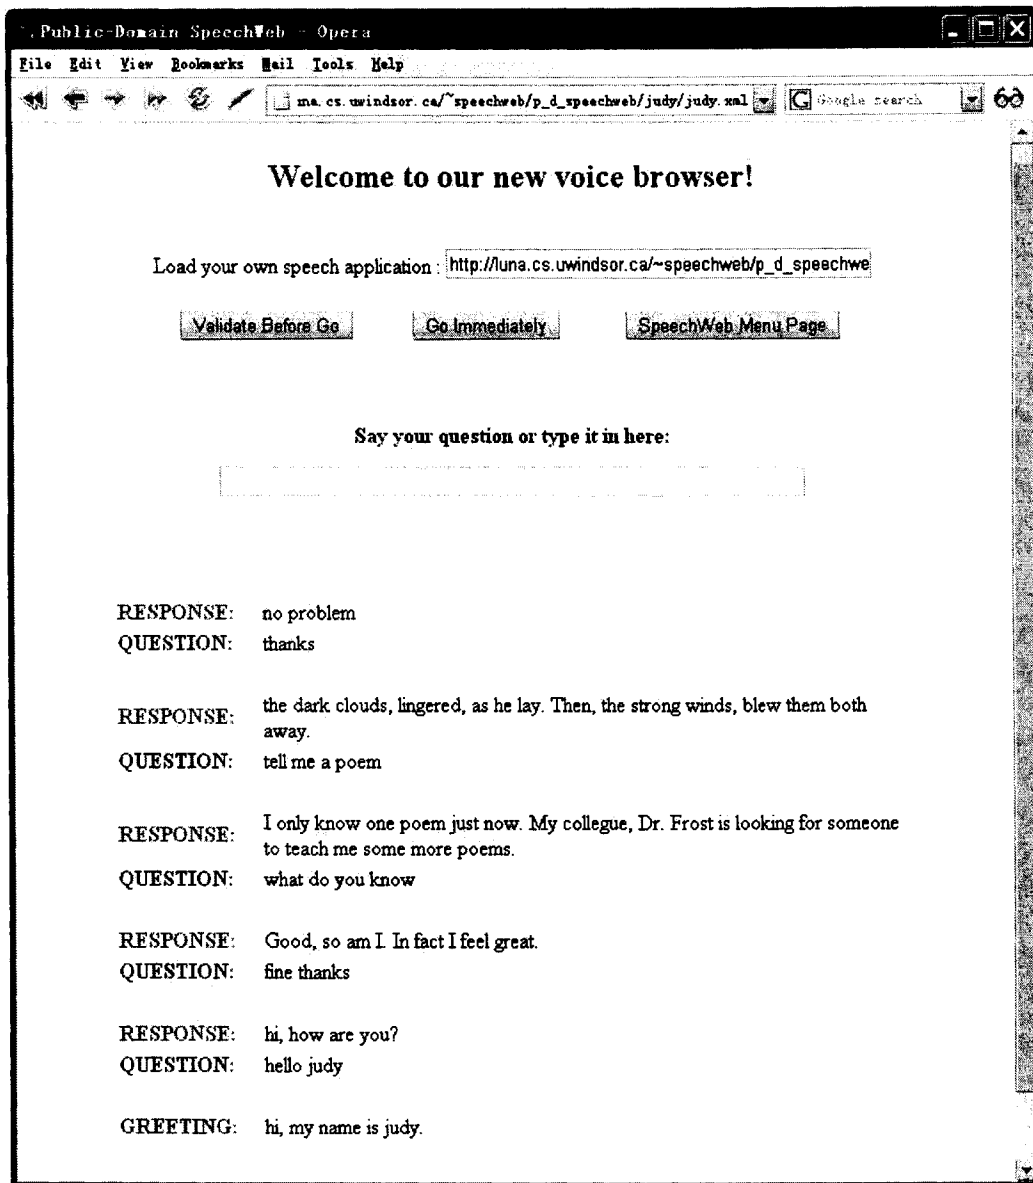 Public-Domain SpeechWeb - Opera
File Edit View Bookmarks Mail Tools Help
ma.cs.uwindsor.ca/~speechweb/p_d_speechweb/judy/judy.xml Google search
Welcome to our new voice browser!
Load your own speech application : http://luna.cs.uwindsor.ca/~speechweb/p_d_speechwe
Validate Before Go Go Immediately SpeechWeb Menu Page
Say your question or type it in here:
RESPONSE: no problem
QUESTION: thanks
RESPONSE: the dark clouds, lingered, as he lay. Then, the strong winds, blew them both
away.
QUESTION: tell me a poem
RESPONSE: I only know one poem just now. My collegue, Dr. Frost is looking for someone
to teach me some more poems.
QUESTION: what do you know
RESPONSE: Good, so am I. In fact I feel great.
QUESTION: fine thanks
RESPONSE: hi, how are you?
QUESTION: hello judy
GREETING: hi, my name is judy.